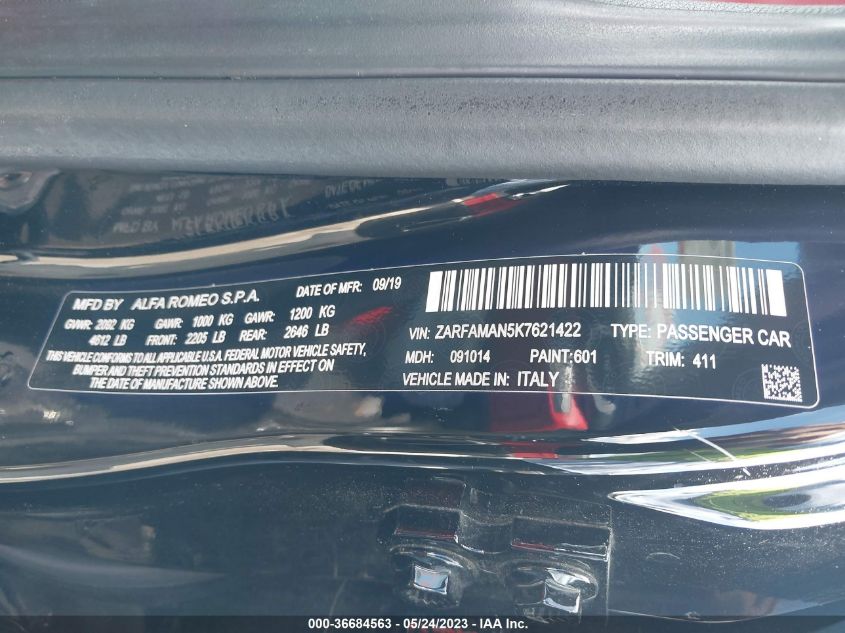 MFD BY ALFA ROMEO S.P.A. DATE OF MFR: 09/19
GVWR: 2092 KG GAWR: 1000 KG GAWR: 1200 KG
4612 LB FRONT: 2205 LB REAR: 2646 LB
THIS VEHICLE CONFORMS TO ALL APPLICABLE U.S.A. FEDERAL MOTOR VEHICLE SAFETY,
BUMPER AND THEFT PREVENTION STANDARDS IN EFFECT ON
THE DATE OF MANUFACTURE SHOWN ABOVE.
VIN: ZARFAMAN5K7621422 TYPE: PASSENGER CAR
MDH: 091014 PAINT:601 TRIM: 411
VEHICLE MADE IN: ITALY
000-36684563 — 05/24/2023 — IAA Inc.